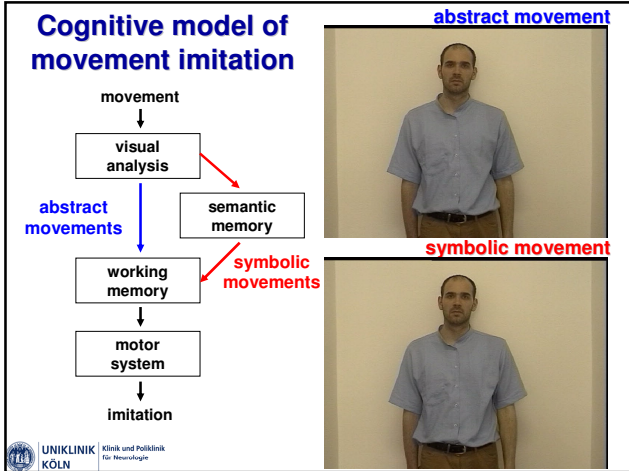 Cognitive model of
movement imitation
movement
visual
analysis
abstract
movements
semantic
memory
symbolic
movements
working
memory
motor
system
imitation
abstract movement
symbolic movement
UNIKLINIK
KÖLN
Klinik und Poliklinik
für Neurologie